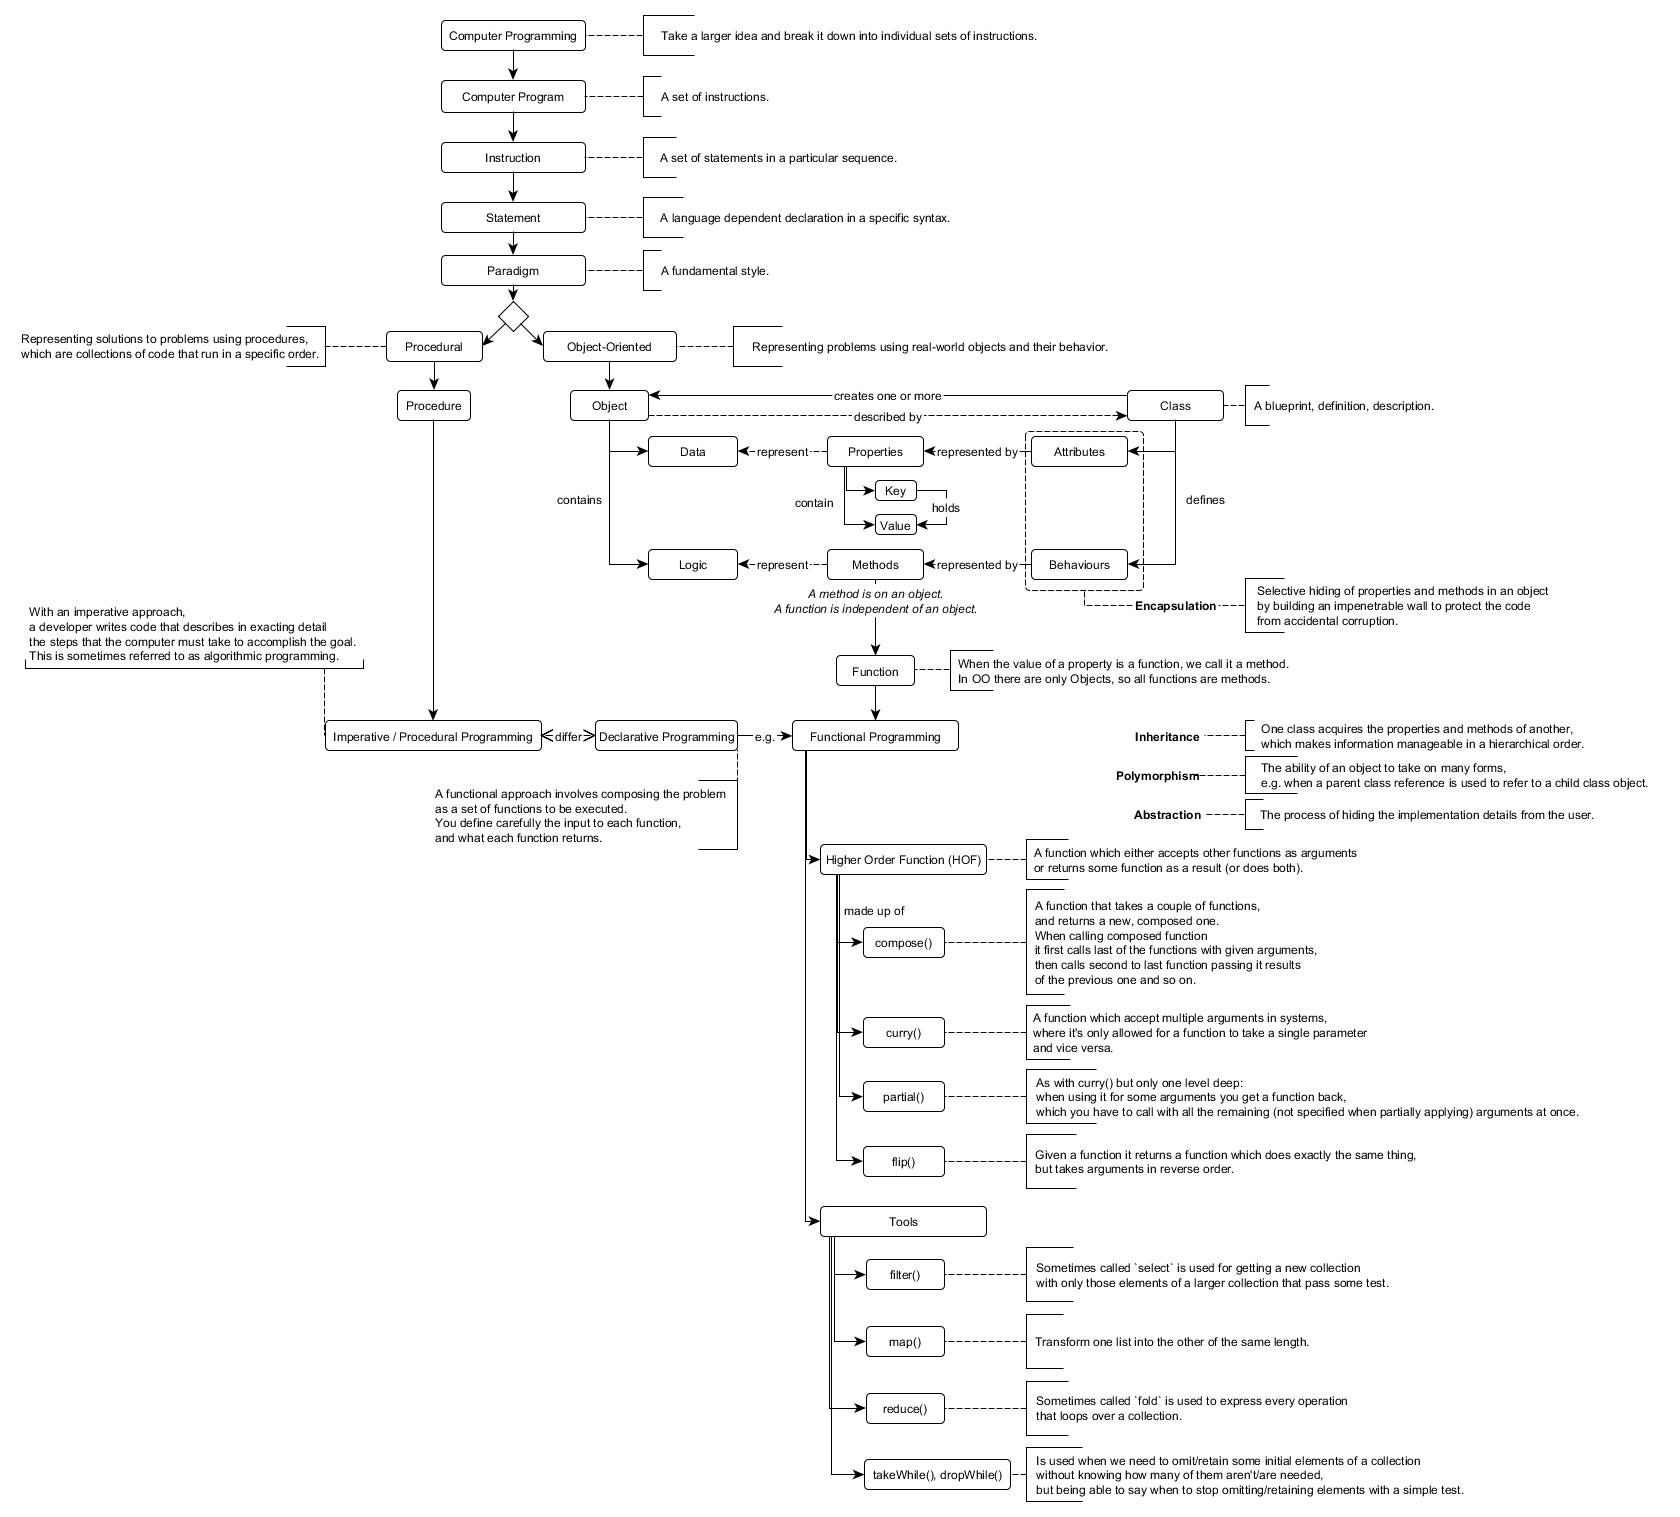 Computer Programming
Take a larger idea and break it down into individual sets of instructions.
Computer Program
A set of instructions.
Instruction
A set of statements in a particular sequence.
Statement
A language dependent declaration in a specific syntax.
Paradigm
A fundamental style.
Representing solutions to problems using procedures,
which are collections of code that run in a specific order.
Procedural
Object-Oriented
Representing problems using real-world objects and their behavior.
Procedure
Object
creates one or more
described by
Class
A blueprint, definition, description.
Data
represent
Properties
represented by
Attributes
contains
contain
Key
holds
Value
defines
Logic
represent
Methods
represented by
Behaviours
A method is on an object.
A function is independent of an object.
Encapsulation
Selective hiding of properties and methods in an object
by building an impenetrable wall to protect the code
from accidental corruption.
With an imperative approach,
a developer writes code that describes in exacting detail
the steps that the computer must take to accomplish the goal.
This is sometimes referred to as algorithmic programming.
Function
When the value of a property is a function, we call it a method.
In OO there are only Objects, so all functions are methods.
Imperative / Procedural Programming
differ
Declarative Programming
e.g.
Functional Programming
Inheritance
One class acquires the properties and methods of another,
which makes information manageable in a hierarchical order.
Polymorphism
The ability of an object to take on many forms,
e.g. when a parent class reference is used to refer to a child class object.
Abstraction
The process of hiding the implementation details from the user.
A functional approach involves composing the problem
as a set of functions to be executed.
You define carefully the input to each function,
and what each function returns.
Higher Order Function (HOF)
A function which either accepts other functions as arguments
or returns some function as a result (or does both).
made up of
compose()
A function that takes a couple of functions,
and returns a new, composed one.
When calling composed function
it first calls last of the functions with given arguments,
then calls second to last function passing it results
of the previous one and so on.
curry()
A function which accept multiple arguments in systems,
where it's only allowed for a function to take a single parameter
and vice versa.
partial()
As with curry() but only one level deep:
when using it for some arguments you get a function back,
which you have to call with all the remaining (not specified when partially applying) arguments at once.
flip()
Given a function it returns a function which does exactly the same thing,
but takes arguments in reverse order.
Tools
filter()
Sometimes called `select` is used for getting a new collection
with only those elements of a larger collection that pass some test.
map()
Transform one list into the other of the same length.
reduce()
Sometimes called `fold` is used to express every operation
that loops over a collection.
takeWhile(), dropWhile()
Is used when we need to omit/retain some initial elements of a collection
without knowing how many of them aren't/are needed,
but being able to say when to stop omitting/retaining elements with a simple test.